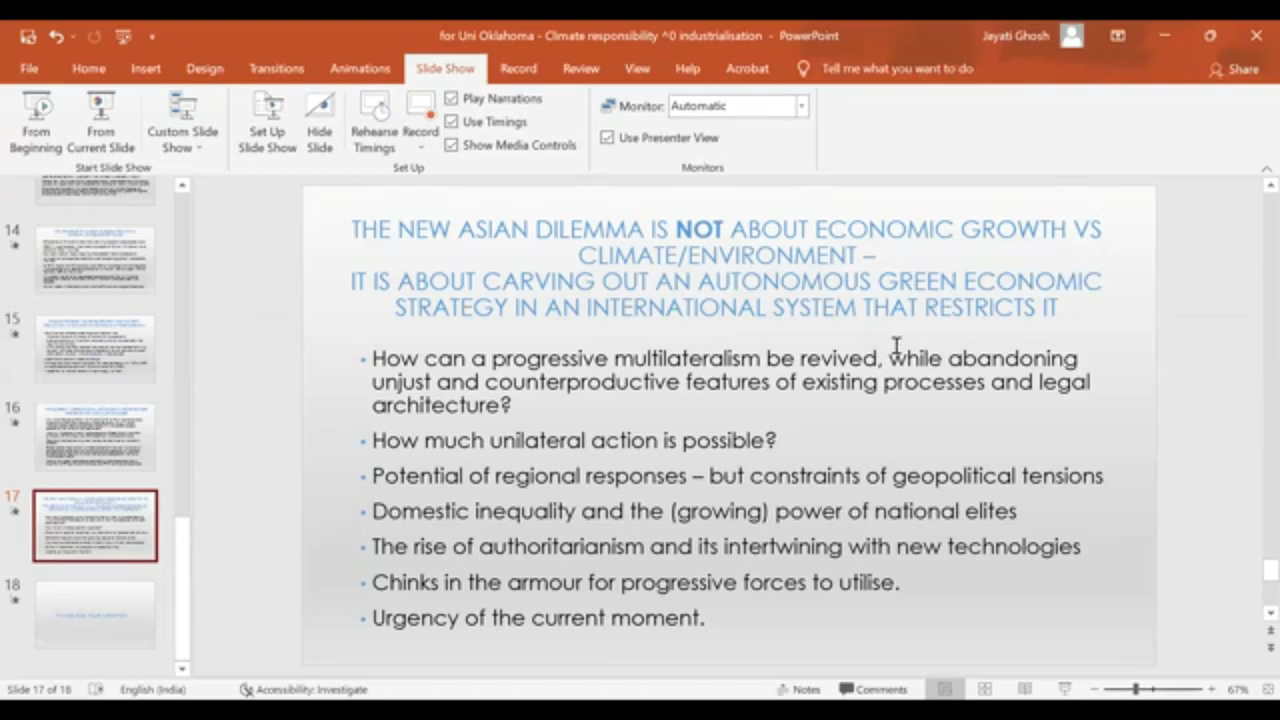 for Uni Oklahoma - Climate responsibility ^0 industrialisation - PowerPoint
Jayati Ghosh
File Home Insert Design Transitions Animations Slide Show Record Review View Help Acrobat Tell me what you want to do Share
Play Narrations
Use Timings
Show Media Controls
Monitor: Automatic
Use Presenter View
From Beginning
From Current Slide
Custom Slide Show
Set Up Slide Show
Hide Slide
Rehearse Timings
Record
Start Slide Show
Set Up
Monitors
14
15
16
17
18
THE NEW ASIAN DILEMMA IS NOT ABOUT ECONOMIC GROWTH VS
CLIMATE/ENVIRONMENT –
IT IS ABOUT CARVING OUT AN AUTONOMOUS GREEN ECONOMIC
STRATEGY IN AN INTERNATIONAL SYSTEM THAT RESTRICTS IT
• How can a progressive multilateralism be revived, while abandoning
unjust and counterproductive features of existing processes and legal
architecture?
• How much unilateral action is possible?
• Potential of regional responses – but constraints of geopolitical tensions
• Domestic inequality and the (growing) power of national elites
• The rise of authoritarianism and its intertwining with new technologies
• Chinks in the armour for progressive forces to utilise.
• Urgency of the current moment.
Slide 17 of 18 English (India) Accessibility: Investigate Notes Comments 67%